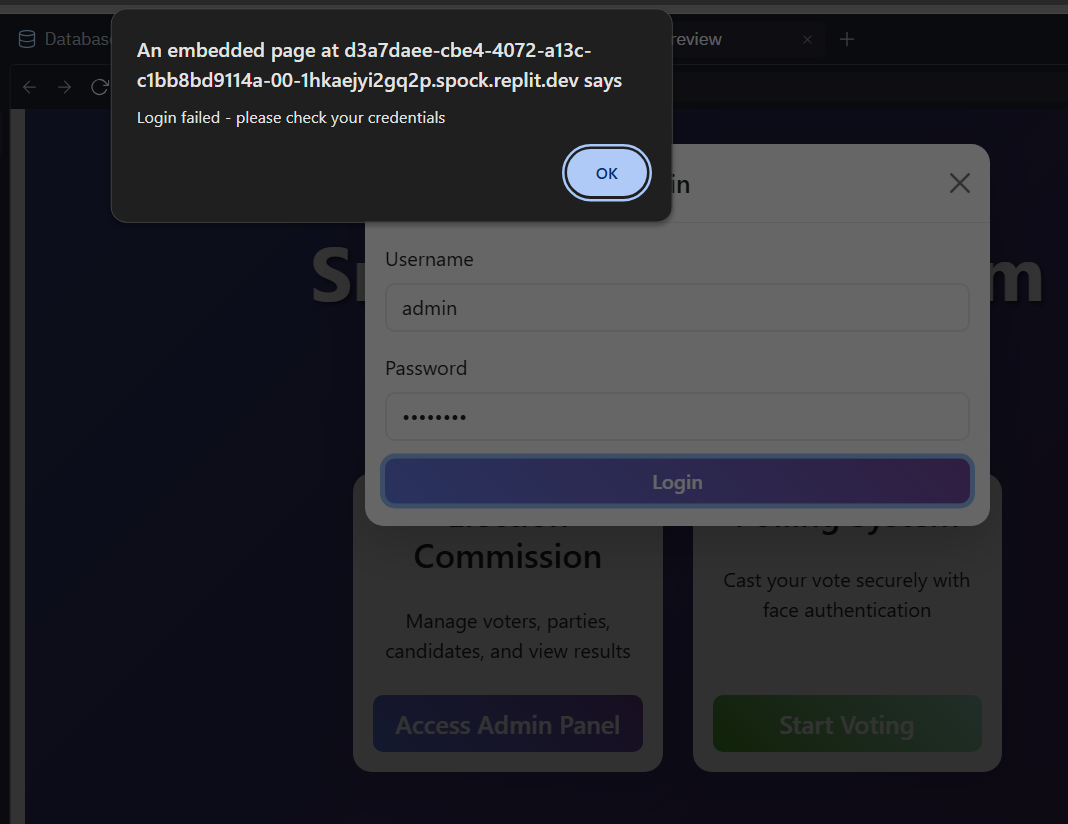 Databas
review
An embedded page at d3a7daee-cbe4-4072-a13c-
c1bb8bd9114a-00-1hkaejyi2gq2p.spock.replit.dev says
Login failed - please check your credentials
OK
in
Username
admin
Password
••••••••
Login
Commission
Manage voters, parties,
candidates, and view results
Access Admin Panel
Cast your vote securely with
face authentication
Start Voting